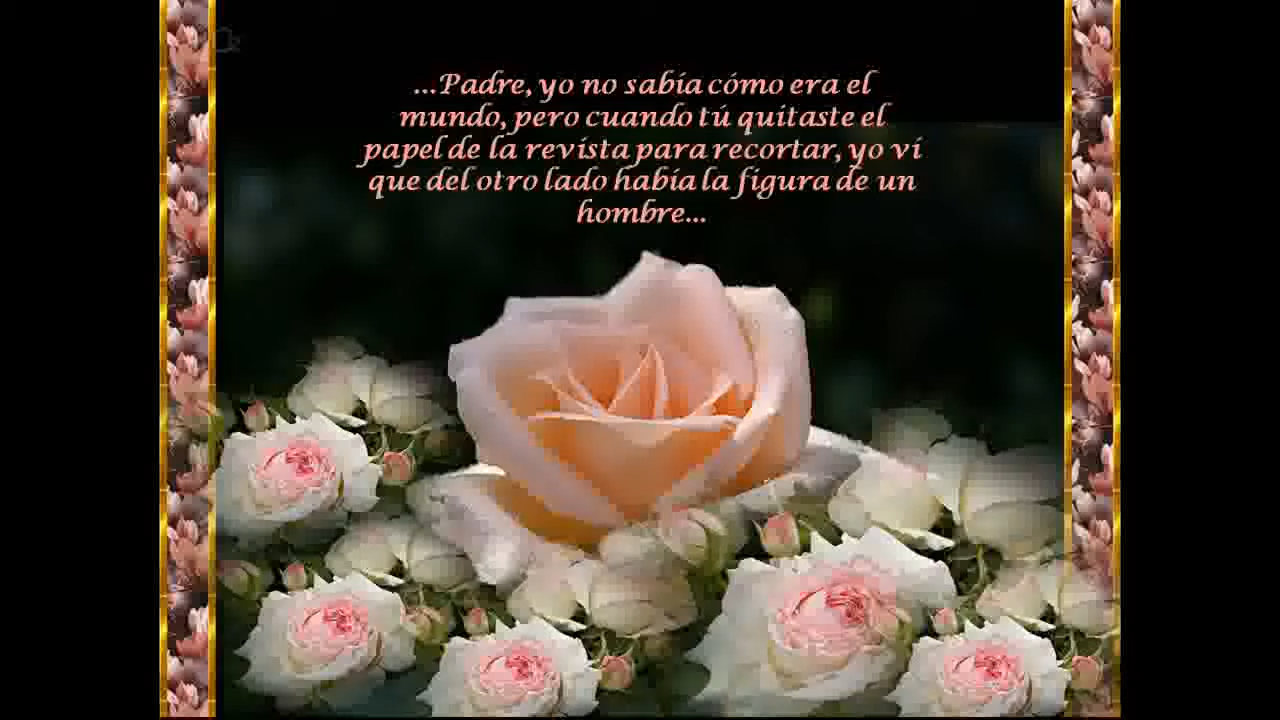 ...Padre, yo no sabía cómo era el
mundo, pero cuando tú quitaste el
papel de la revista para recortar, yo ví
que del otro lado había la figura de un
hombre...